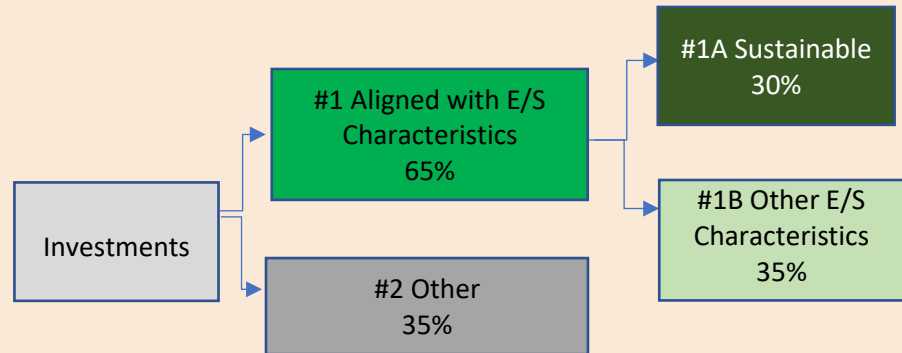 Investments
#1 Aligned with E/S
Characteristics
65%
#2 Other
35%
#1A Sustainable
30%
#1B Other E/S
Characteristics
35%